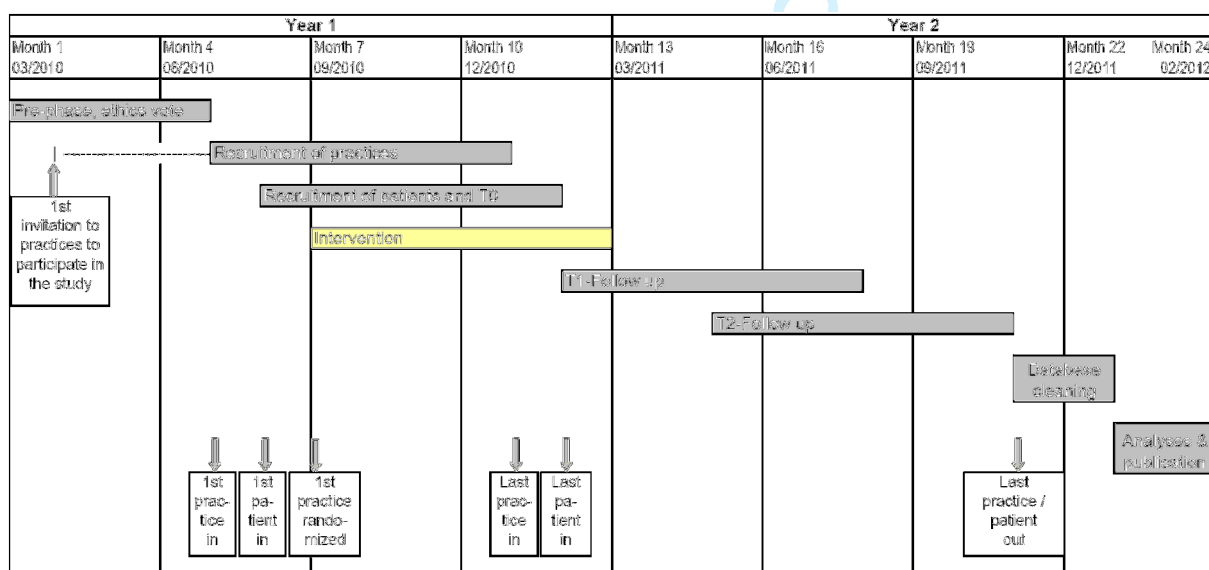 Year 1
Year 2
Month 1
03/2010
Month 4
06/2010
Month 7
09/2010
Month 10
12/2010
Month 13
03/2011
Month 16
06/2011
Month 19
09/2011
Month 22
12/2011
Month 24
02/2012
Pre-phase, ethics vote
Recruitment of practices
1st
invitation to
practices to
participate in
the study
Recruitment of patients and T0
Intervention
T1-Follow up
T2-Follow up
Database
cleaning
Analyses &
publication
1st
prac-
tice
in
1st
pa-
tient
in
1st
practice
rando-
mized
Last
prac-
tice
in
Last
pa-
tient
in
Last
practice /
patient
out